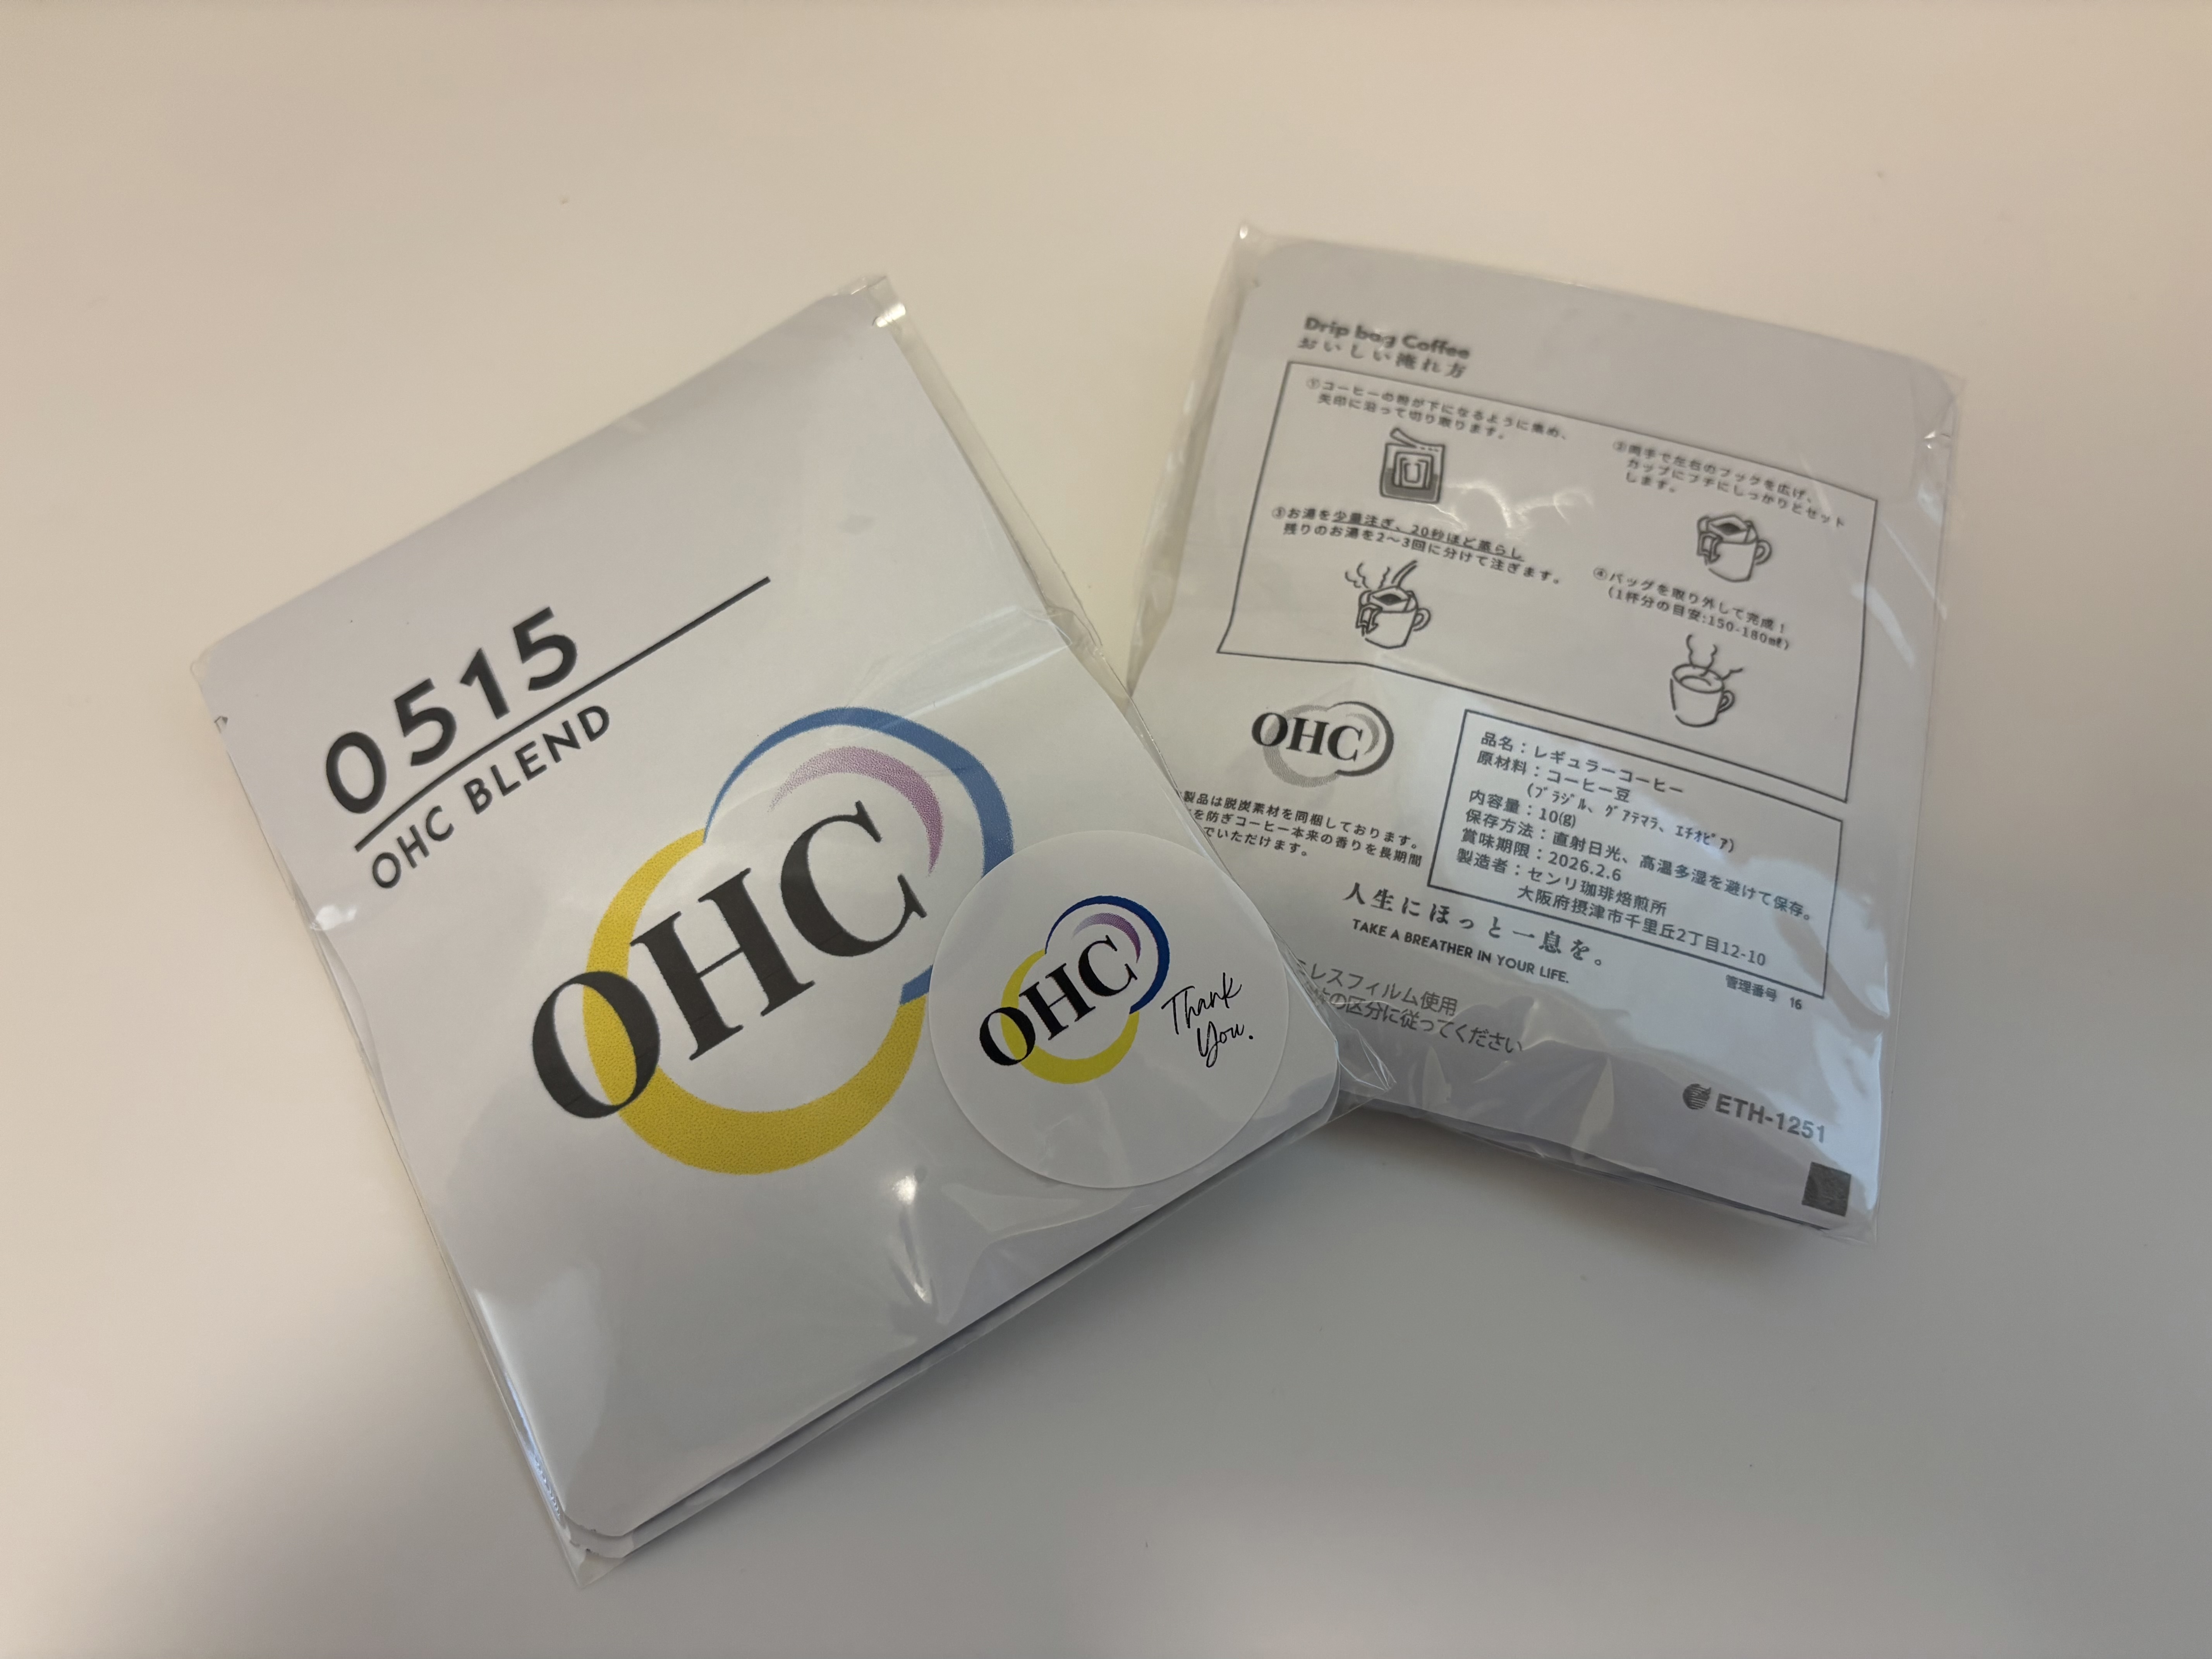 0515
OHC BLEND
OHC
OHC
Thank
You.
Drip bag Coffee
おいしい淹れ方
①コーヒーの粉が下になるように集め、
矢印に沿って切り取ります。
②両手で左右のフックを広げ、
カップにフチにしっかりとセット
します。
③お湯を少量注ぎ、20秒ほど蒸らし
残りのお湯を2～3回に分けて注ぎます。
④バッグを取り外して完成！
(1杯分の目安:150-180㎖)
OHC
製品は脱炭素材を同梱しております。
を防ぎコーヒー本来の香りを長期間
でいただけます。
品名：レギュラーコーヒー
原材料：コーヒー豆
(ﾌﾞﾗｼﾞﾙ、ｸﾞｱﾃﾏﾗ、ｴﾁｵﾋﾟｱ)
内容量：10(g)
保存方法：直射日光、高温多湿を避けて保存。
賞味期限：2026.2.6
製造者：センリ珈琲焙煎所
大阪府摂津市千里丘2丁目12-10
管理番号 16
人生にほっと一息を。
TAKE A BREATHER IN YOUR LIFE.
レスフィルム使用
の区分に従ってください
ETH-1251